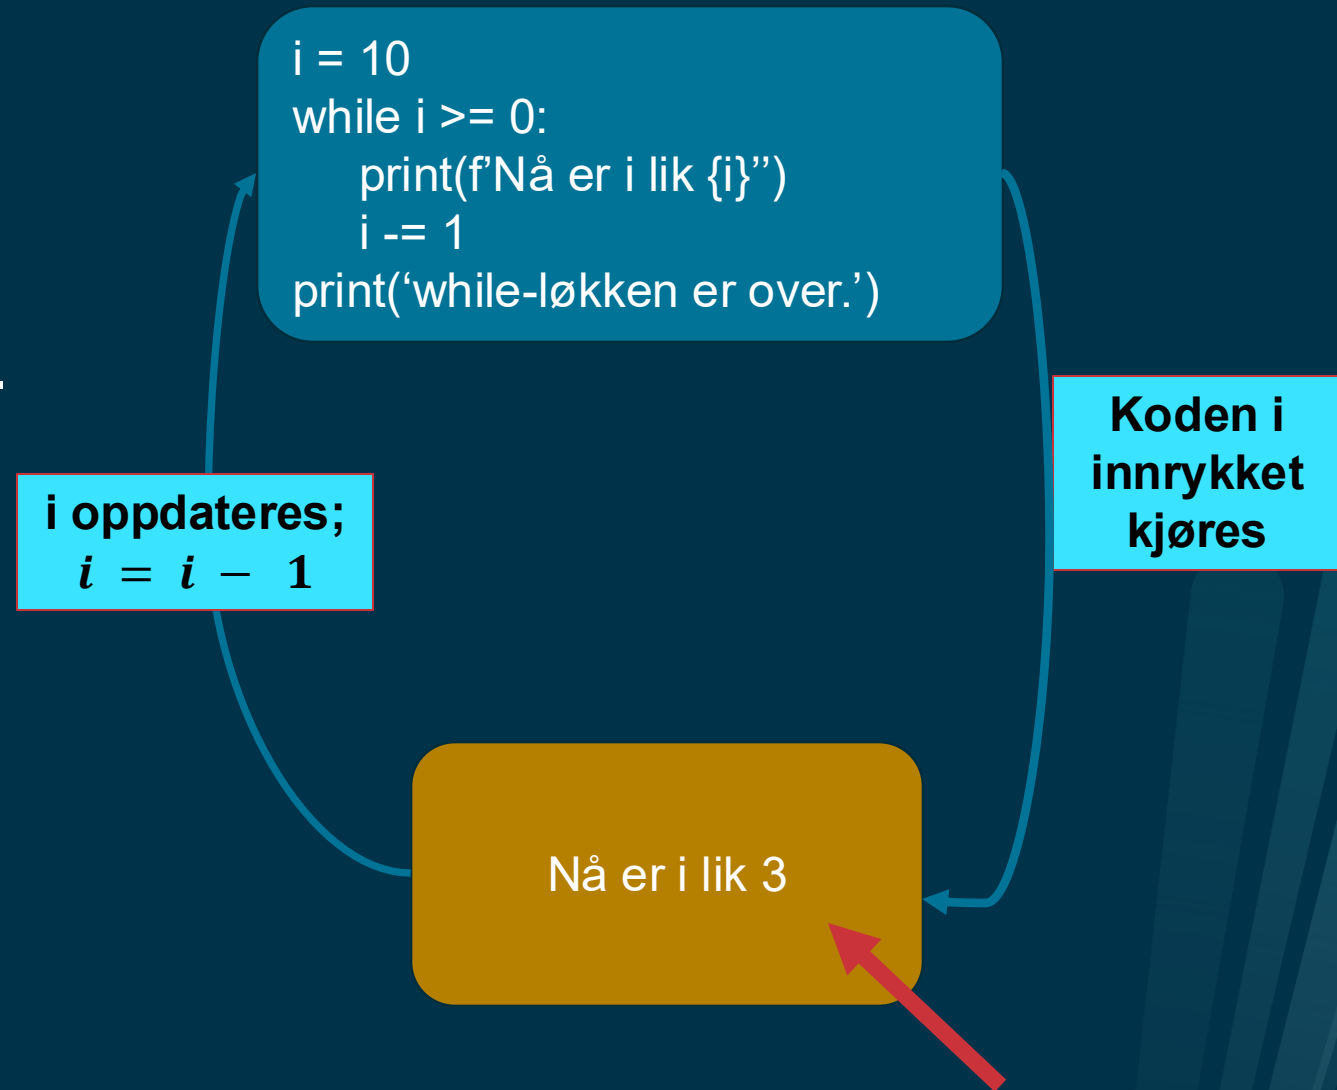 i = 10
while i >= 0:
print(f’Nå er i lik {i}’’)
i -= 1
print(‘while-løkken er over.’)
Koden i
innrykket
kjøres
i oppdateres;
i = i − 1
Nå er i lik 3